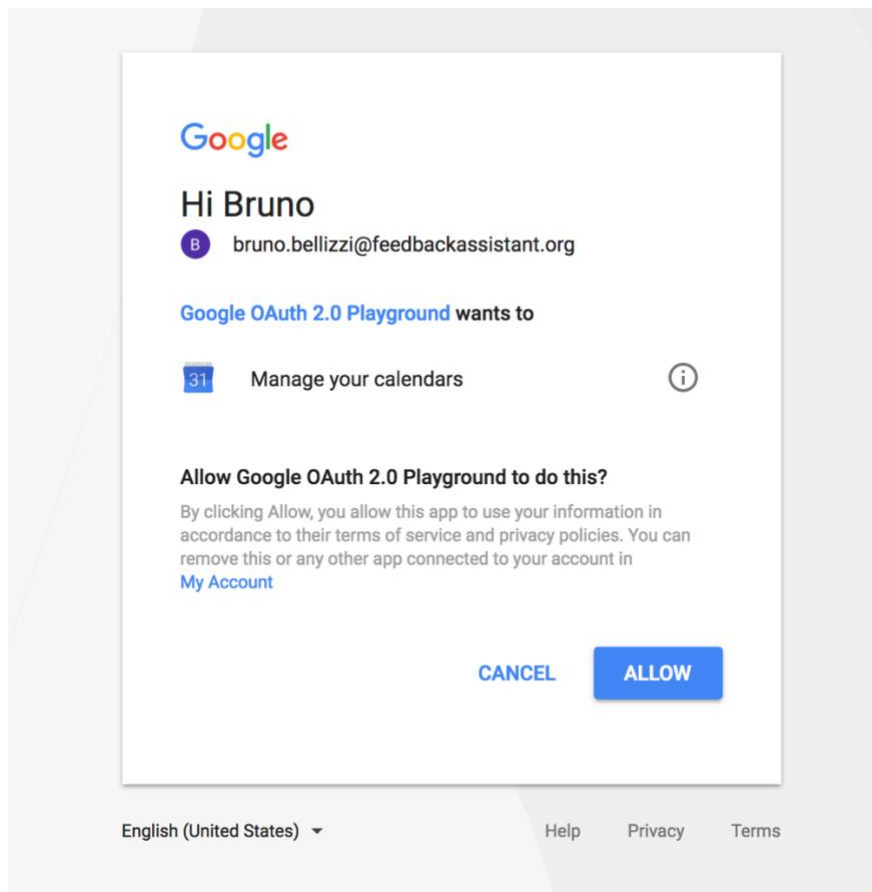 Google
Hi Bruno
B bruno.bellizzi@feedbackassistant.org
Google OAuth 2.0 Playground wants to
31 Manage your calendars
Allow Google OAuth 2.0 Playground to do this?
By clicking Allow, you allow this app to use your information in
accordance to their terms of service and privacy policies. You can
remove this or any other app connected to your account in
My Account
CANCEL ALLOW
English (United States) Help Privacy Terms